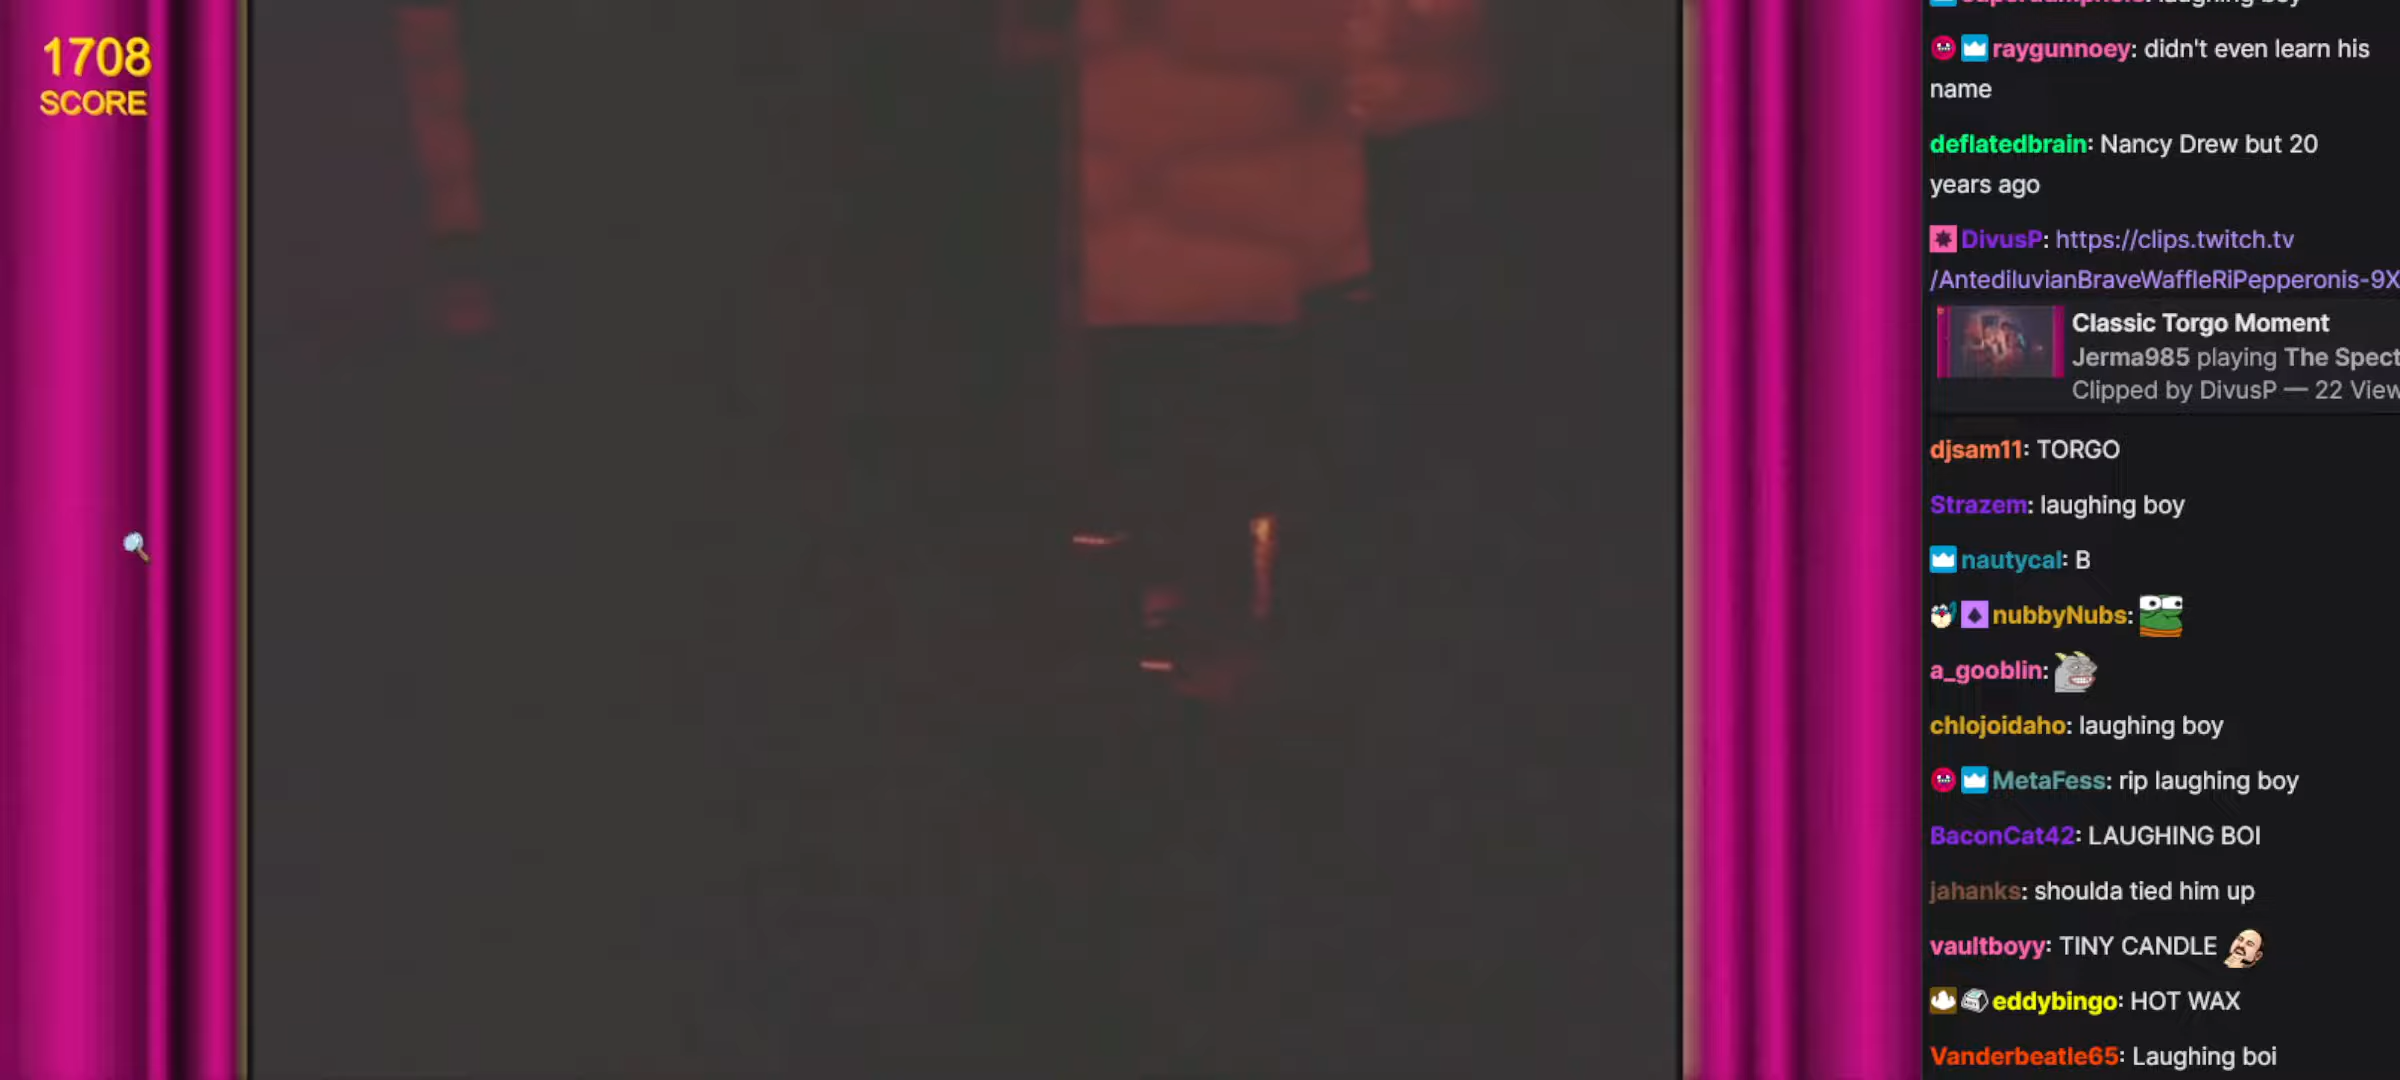 1708
SCORE
raygunnoey: didn't even learn his
name
deflatedbrain: Nancy Drew but 20
years ago
DivusP: https://clips.twitch.tv
/AntediluvianBraveWaffleRiPepperonis-9X
Classic Torgo Moment
Jerma985 playing The Spect
Clipped by DivusP — 22 View
djsam11: TORGO
Strazem: laughing boy
nautycal: B
nubbyNubs:
a_gooblin:
chlojoidaho: laughing boy
MetaFess: rip laughing boy
BaconCat42: LAUGHING BOI
jahanks: shoulda tied him up
vaultboyy: TINY CANDLE
eddybingo: HOT WAX
Vanderbeatle65: Laughing boi